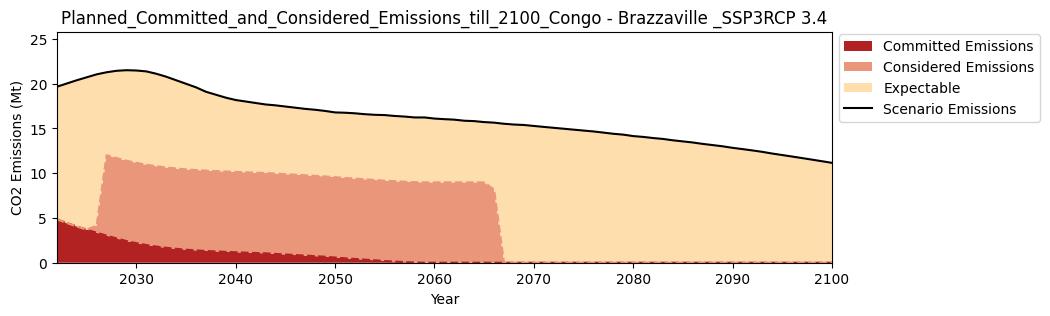 Planned_Committed_and_Considered_Emissions_till_2100_Congo - Brazzaville _SSP3RCP 3.4
25
20
15
10
5
0
CO2 Emissions (Mt)
2030
2040
2050
2060
2070
2080
2090
2100
Year
Committed Emissions
Considered Emissions
Expectable
Scenario Emissions